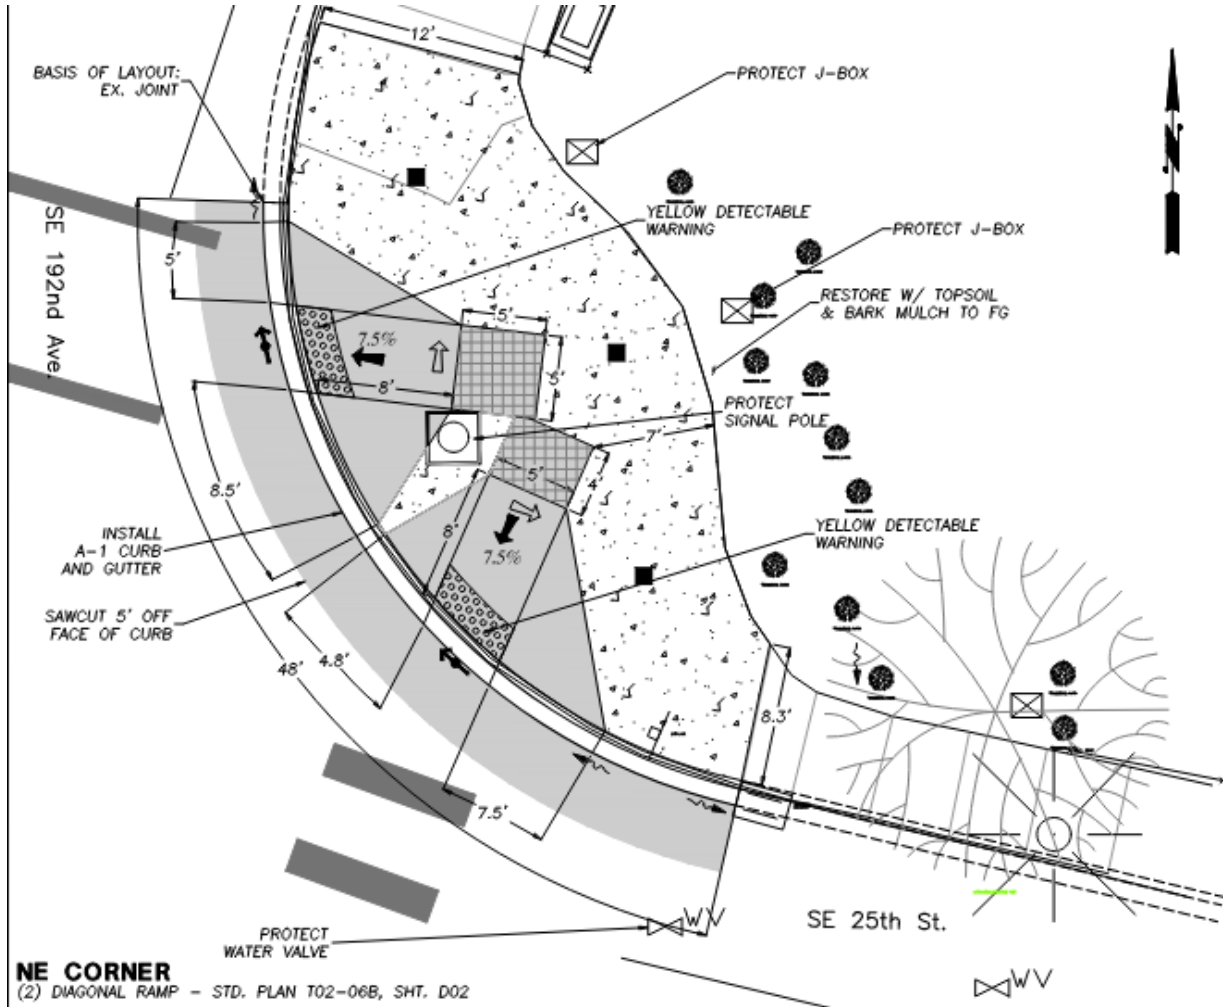 12'
BASIS OF LAYOUT:
EX. JOINT
PROTECT J-BOX
YELLOW DETECTABLE
WARNING
PROTECT J-BOX
N
SE 192nd Ave.
5'
5'
RESTORE W/ TOPSOIL
& BARK MULCH TO FG
7.5%
8'
5'
PROTECT
SIGNAL POLE
7'
8.5'
5'
4'
INSTALL
A-1 CURB
AND GUTTER
8'
7.5%
YELLOW DETECTABLE
WARNING
SAWCUT 5' OFF
FACE OF CURB
48'
4.8'
8.3'
7.5'
PROTECT
WATER VALVE
WV
SE 25th St.
WV
NE CORNER
(2) DIAGONAL RAMP - STD. PLAN T02-06B, SHT. D02